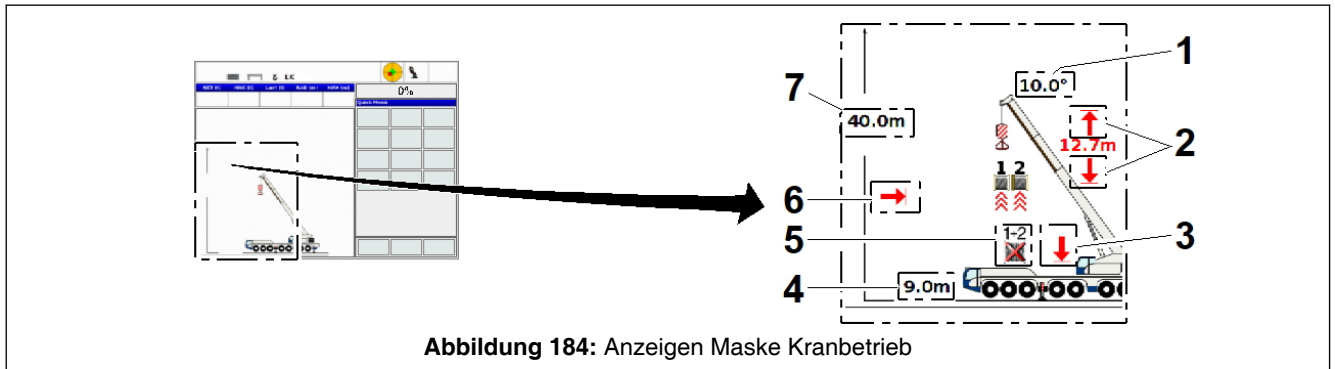 0%
Quick Menü
1
10.0°
7
40.0m
2
12.7m
1 2
6
5
1+2
3
4
9.0m
Abbildung 184: Anzeigen Maske Kranbetrieb